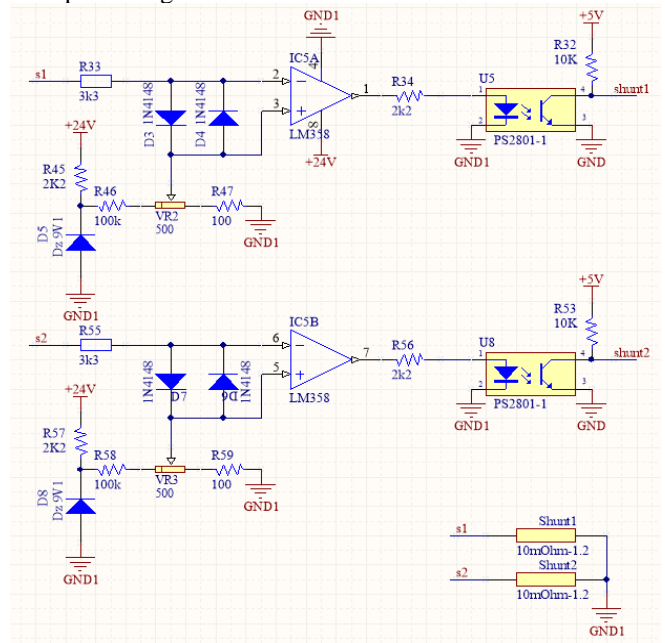 GND1
+5V
R33
s1
3k3
1N4148
D3
1N4148
D4
IC5A
2
3
4
8
1
LM358
+24V
R34
2k2
U5
1
2
4
3
PS2801-1
R32
10K
shunt1
GND1
GND
+24V
R45
2K2
R46
100k
VR2
500
R47
100
GND1
D5
Dz 9V1
GND1
+5V
s2
R55
3k3
1N4148
D7
1N4148
D6
IC5B
6
5
7
LM358
R56
2k2
U8
1
2
4
3
PS2801-1
R53
10K
shunt2
GND1
GND
+24V
R57
2K2
R58
100k
VR3
500
R59
100
GND1
D8
Dz 9V1
GND1
s1
Shunt1
10mOhm-1.2
s2
Shunt2
10mOhm-1.2
GND1